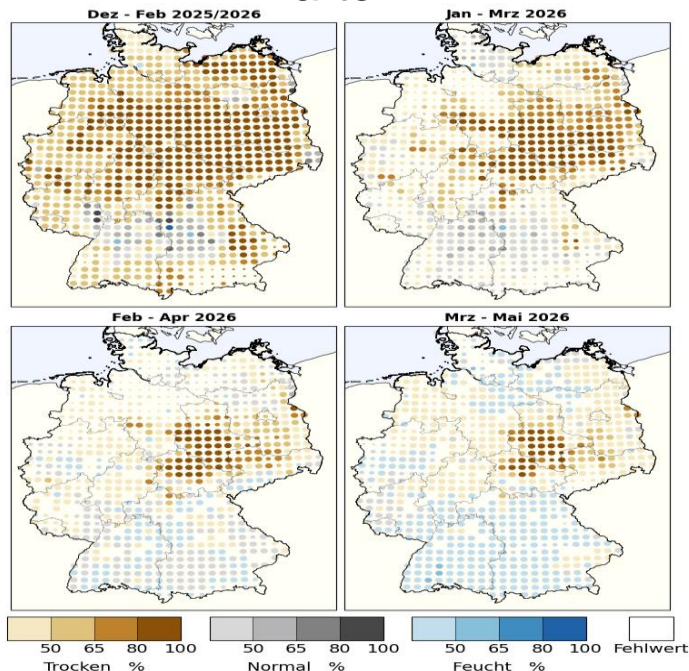 Dez - Feb 2025/2026
Jan - Mrz 2026
Feb - Apr 2026
Mrz - Mai 2026
50 65 80 100
50 65 80 100
50 65 80 100
Fehlwert
Trocken %
Normal %
Feucht %